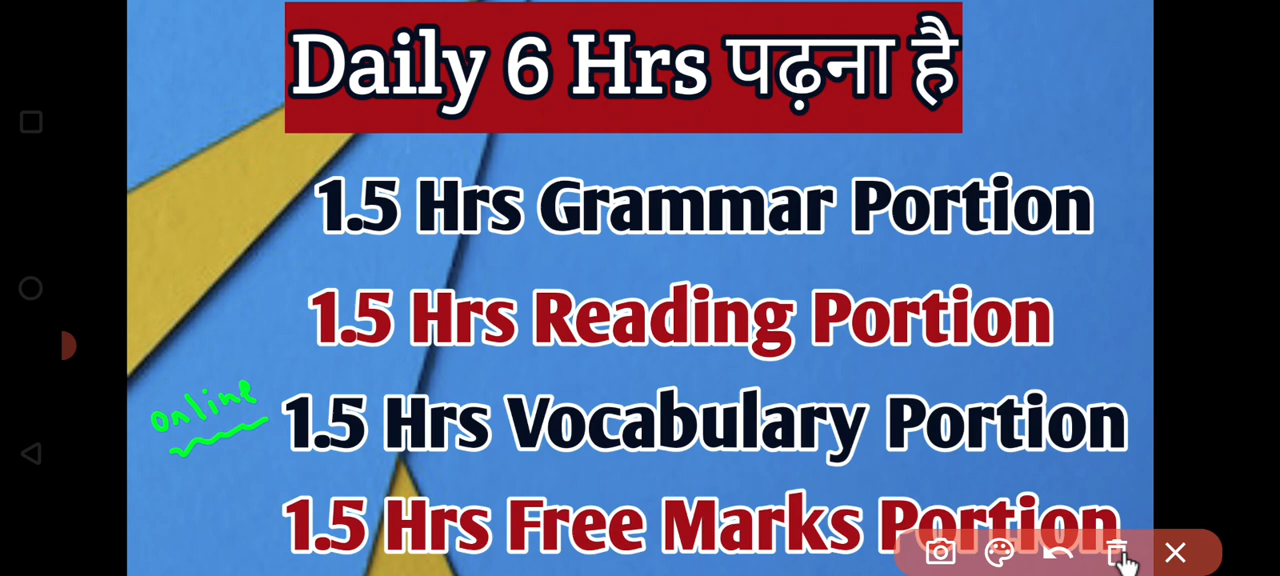 Daily 6 Hrs पढ़ना है
1.5 Hrs Grammar Portion
1.5 Hrs Reading Portion
online
1.5 Hrs Vocabulary Portion
1.5 Hrs Free Marks Portion